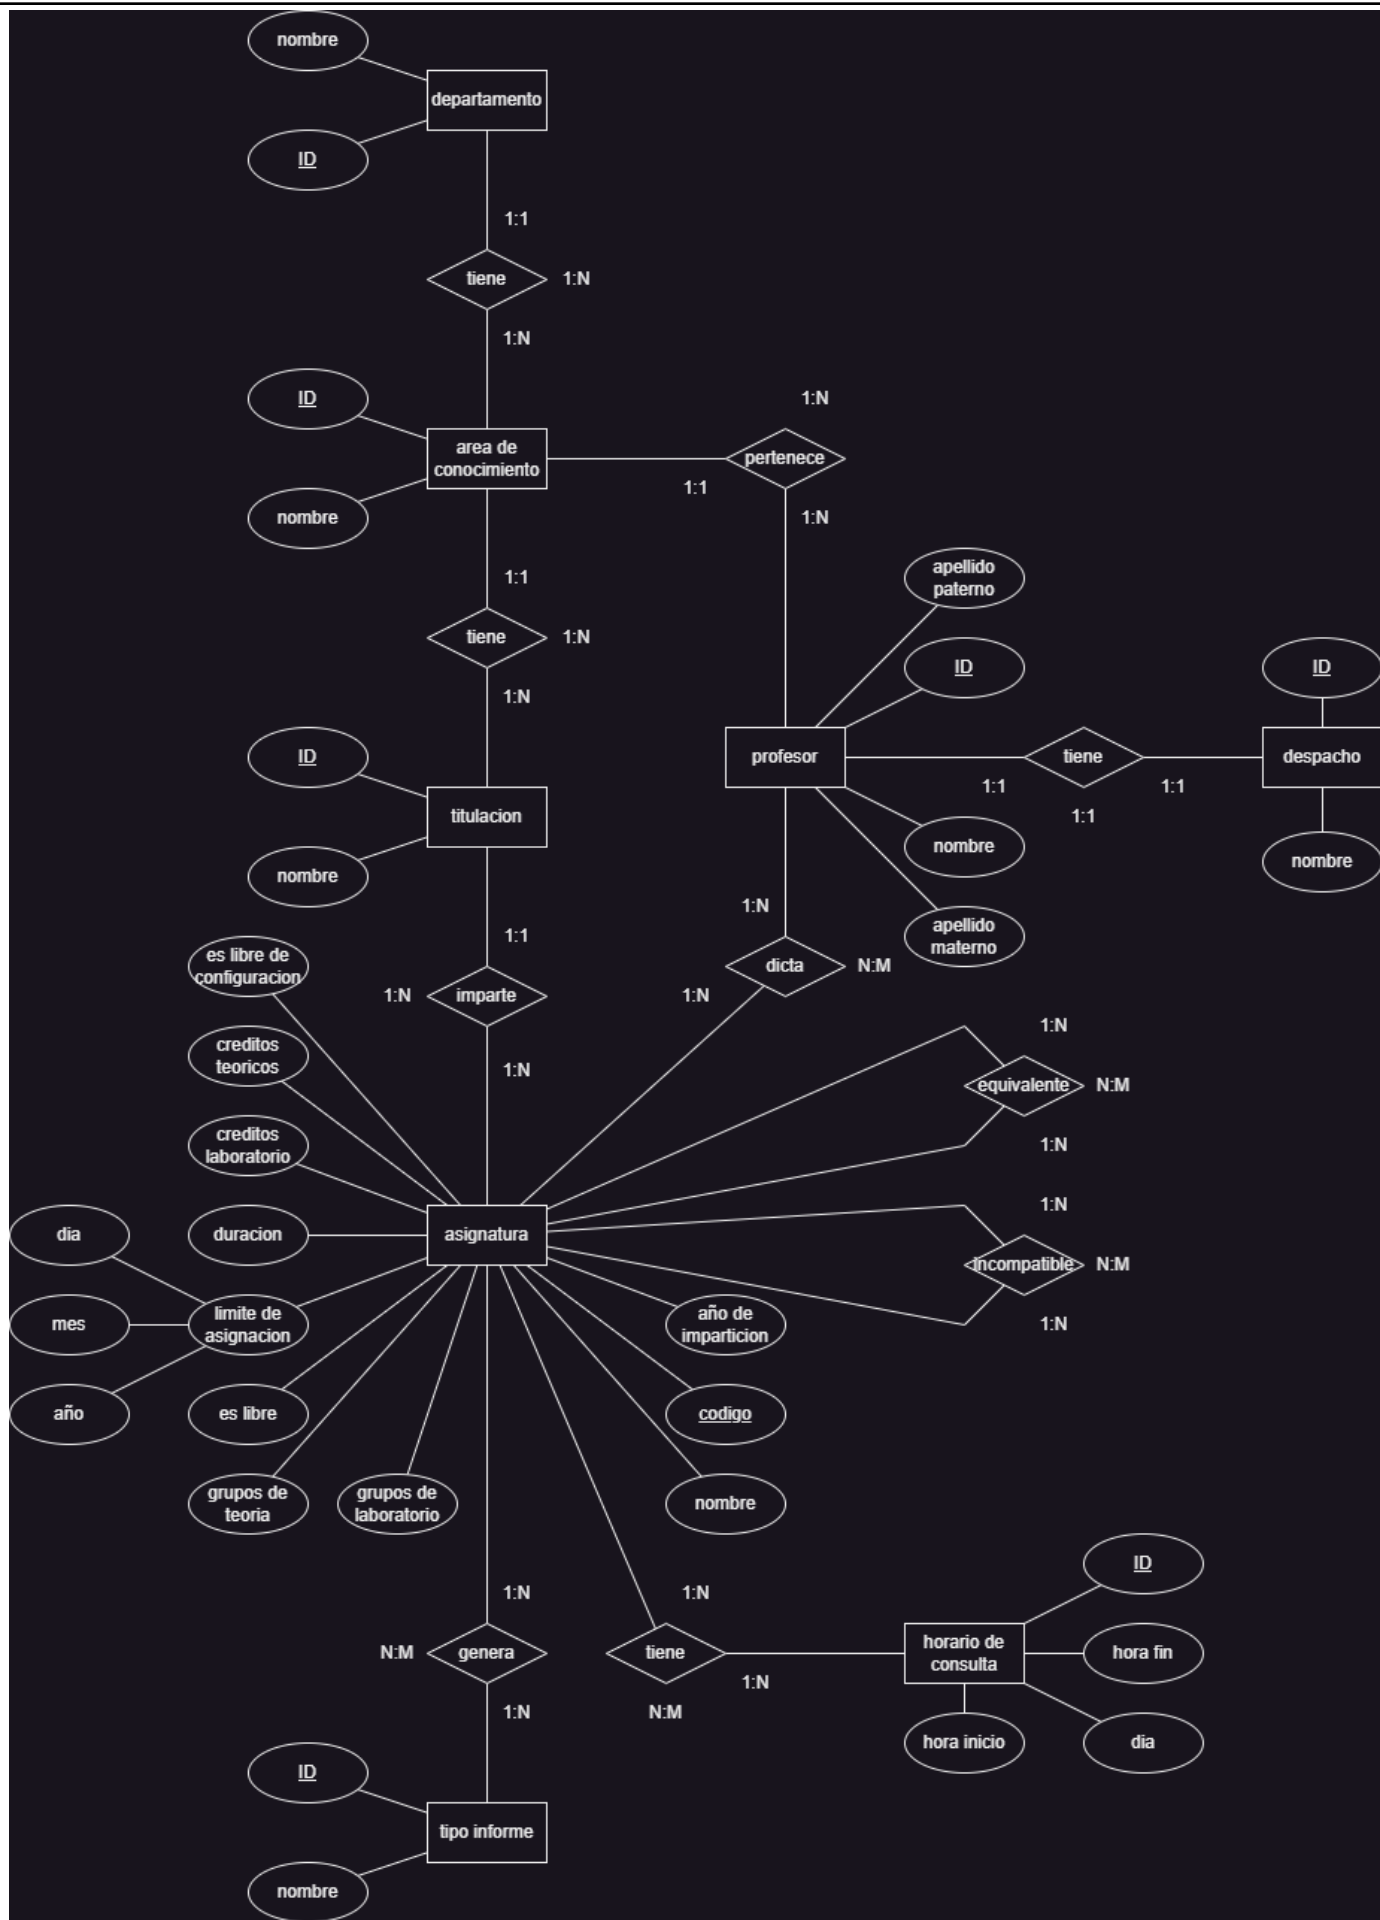 nombre
departamento
ID
1:1
tiene
1:N
1:N
ID
1:N
area de
conocimiento
pertenece
1:1
nombre
1:N
apellido
paterno
1:1
tiene
1:N
ID
ID
1:N
ID
profesor
tiene
despacho
1:1
1:1
1:1
titulacion
nombre
nombre
nombre
1:N
apellido
materno
1:1
es libre de
configuracion
dicta
N:M
1:N
imparte
1:N
creditos
teoricos
1:N
1:N
equivalente
N:M
creditos
laboratorio
1:N
1:N
dia
duracion
asignatura
incompatible
N:M
mes
limite de
asignacion
año de
imparticion
1:N
año
es libre
codigo
grupos de
teoria
grupos de
laboratorio
nombre
ID
1:N
1:N
N:M
genera
tiene
horario de
consulta
hora fin
1:N
1:N
N:M
hora inicio
dia
ID
tipo informe
nombre